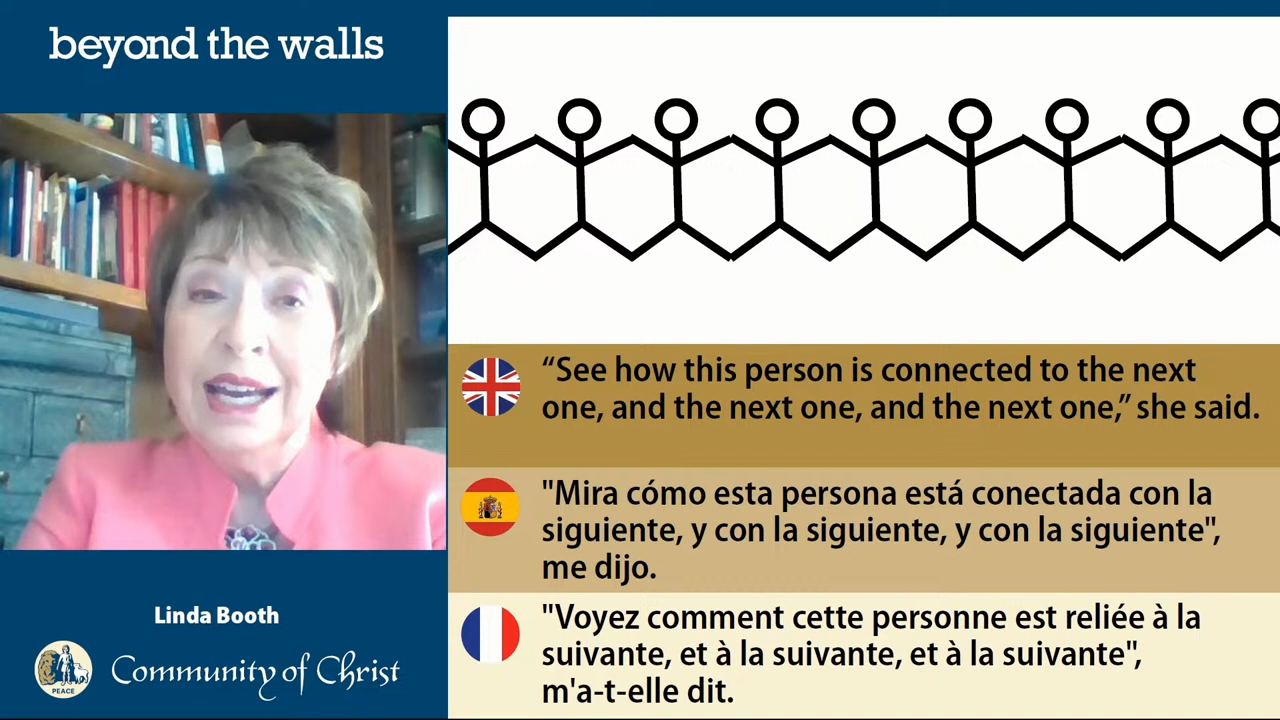 beyond the walls
“See how this person is connected to the next
one, and the next one, and the next one,” she said.
"Mira cómo esta persona está conectada con la
siguiente, y con la siguiente, y con la siguiente",
me dijo.
"Voyez comment cette personne est reliée à la
suivante, et à la suivante, et à la suivante",
m'a-t-elle dit.
Linda Booth
PEACE
Community of Christ